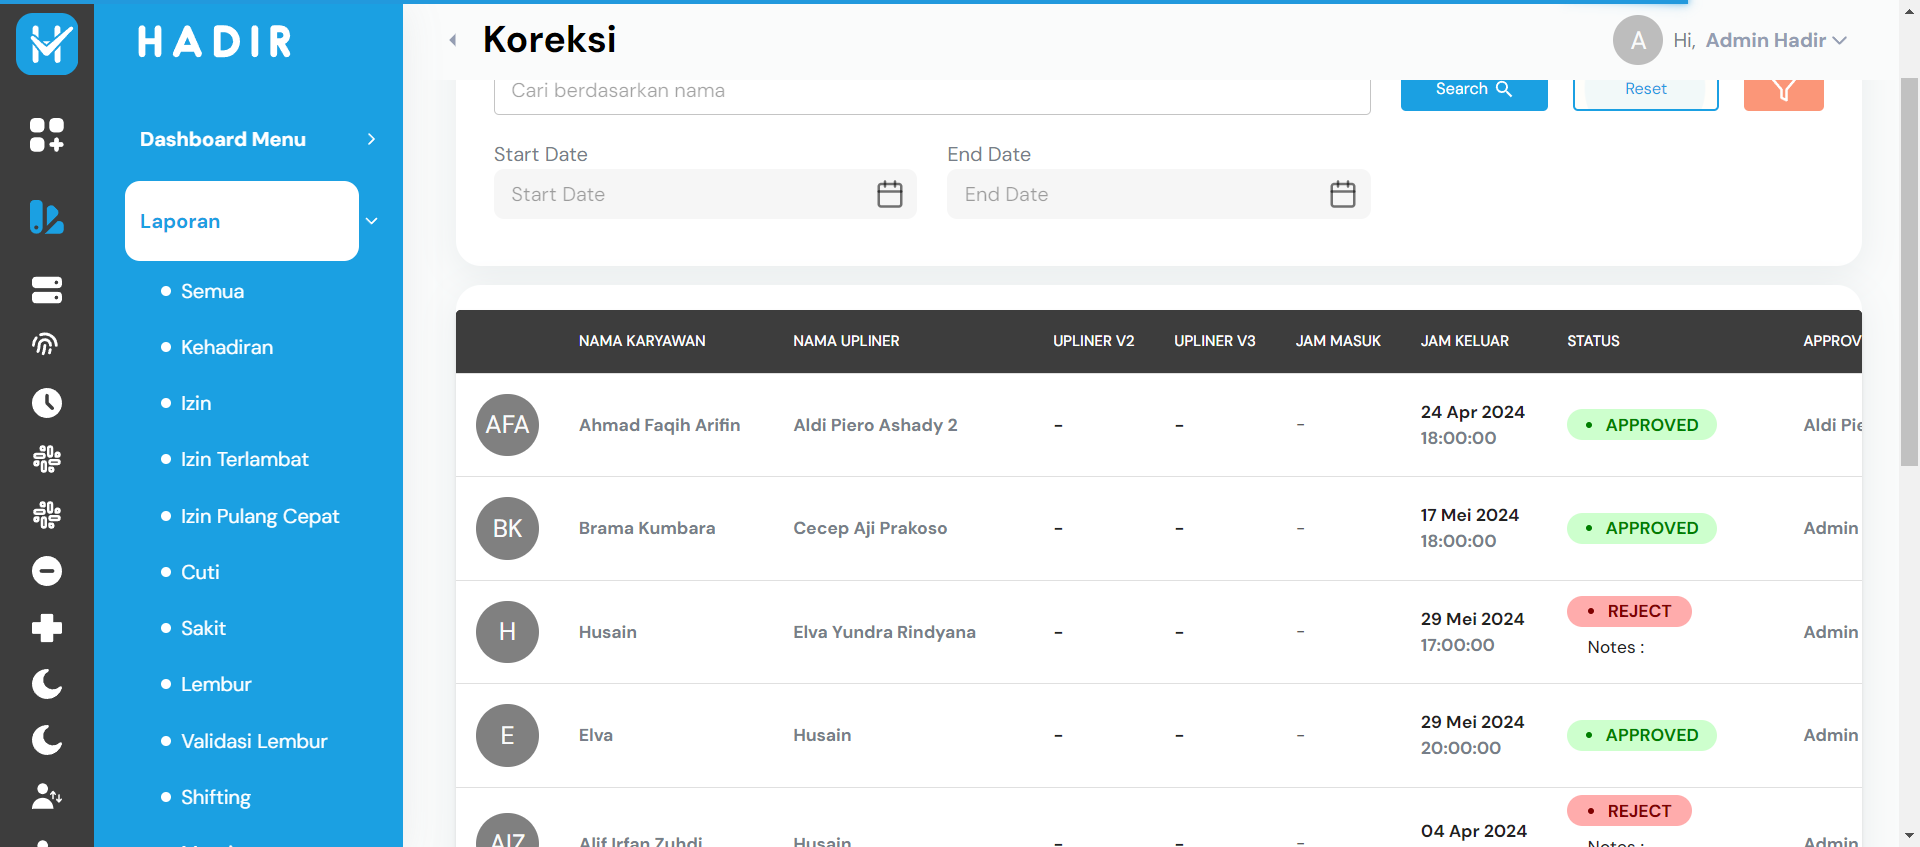 HADIR
Koreksi
A
Hi, Admin Hadir
Cari berdasarkan nama
Search
Reset
Dashboard Menu
Start Date
End Date
Start Date
End Date
Laporan
Semua
Kehadiran
Izin
Izin Terlambat
Izin Pulang Cepat
Cuti
Sakit
Lembur
Validasi Lembur
Shifting
NAMA KARYAWAN NAMA UPLINER UPLINER V2 UPLINER V3 JAM MASUK JAM KELUAR STATUS APPROV
AFA Ahmad Faqih Arifin Aldi Piero Ashady 2 - - - 24 Apr 2024 18:00:00 • APPROVED Aldi Pie
BK Brama Kumbara Cecep Aji Prakoso - - - 17 Mei 2024 18:00:00 • APPROVED Admin
H Husain Elva Yundra Rindyana - - - 29 Mei 2024 17:00:00 • REJECT Notes : Admin
E Elva Husain - - - 29 Mei 2024 20:00:00 • APPROVED Admin
AIZ Alif Irfan Zuhdi Husain - - - 04 Apr 2024 • REJECT Notes : Admin